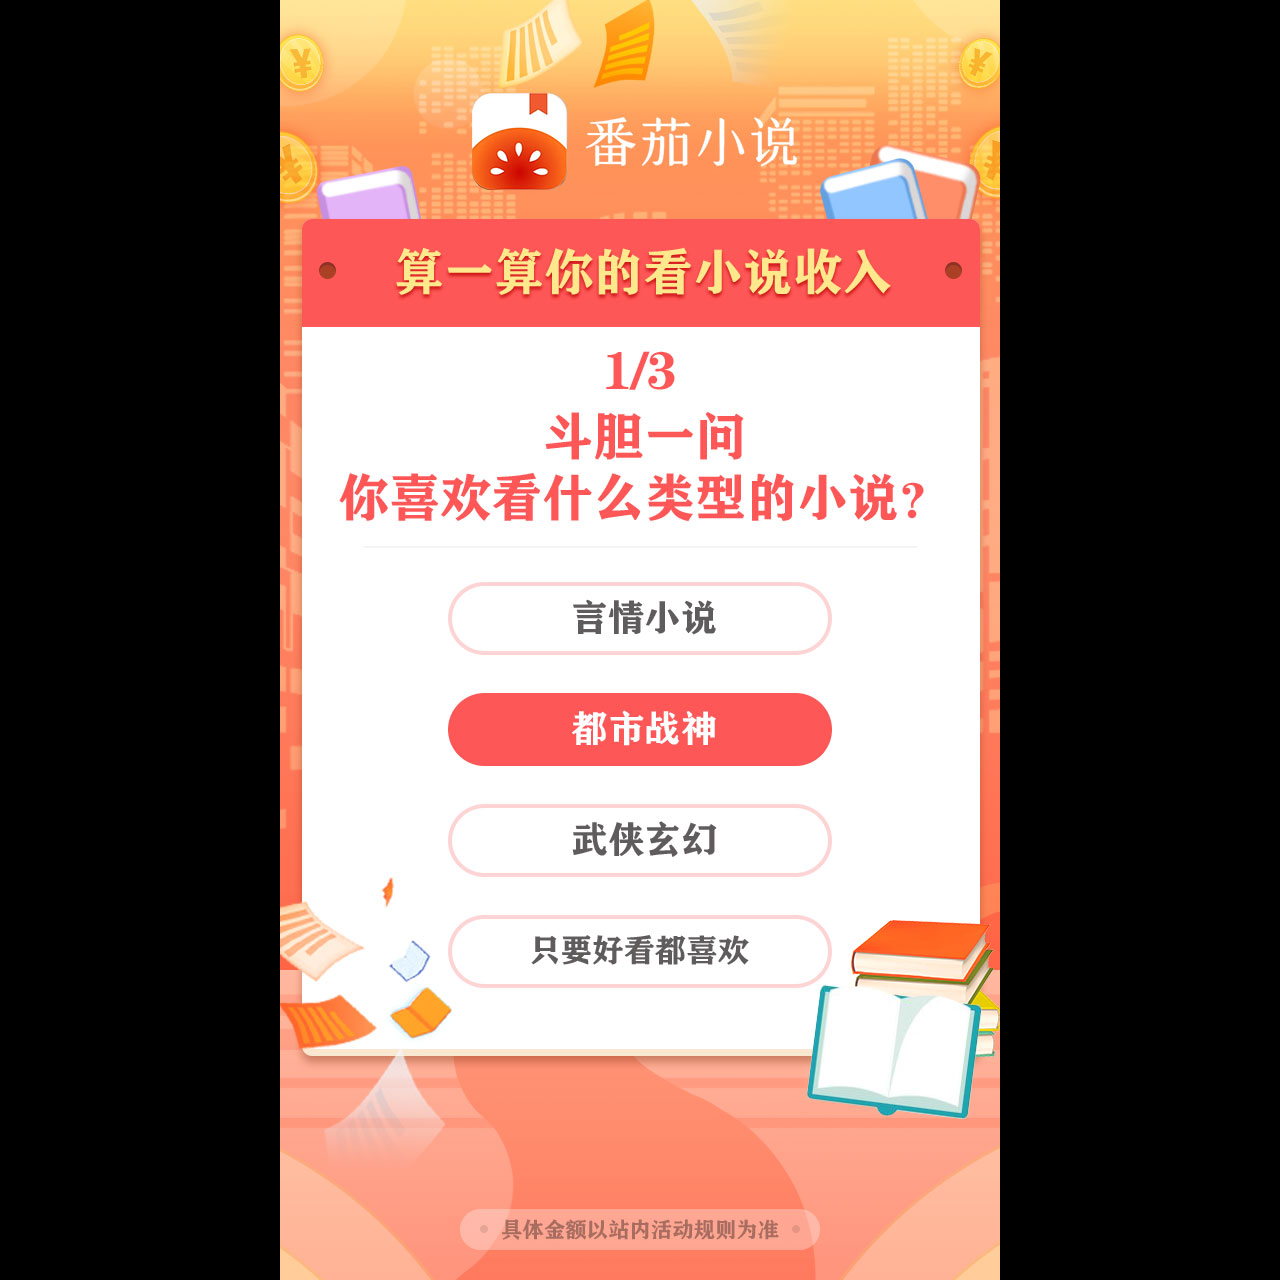 番茄小说
算一算你的看小说收入
1/3
斗胆一问
你喜欢看什么类型的小说?
言情小说
都市战神
武侠玄幻
只要好看都喜欢
具体金额以站内活动规则为准